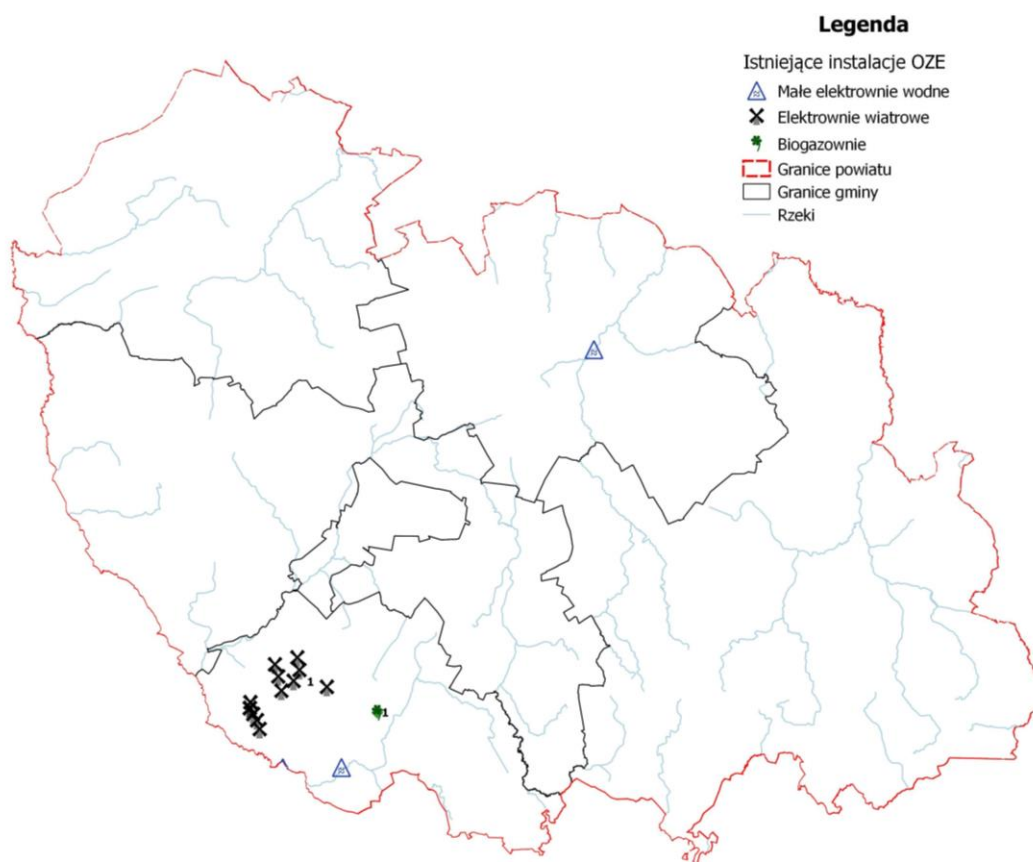 Legenda
Istniejące instalacje OZE
Małe elektrownie wodne
Elektrownie wiatrowe
Biogazownie
Granice powiatu
Granice gminy
Rzeki
1
1